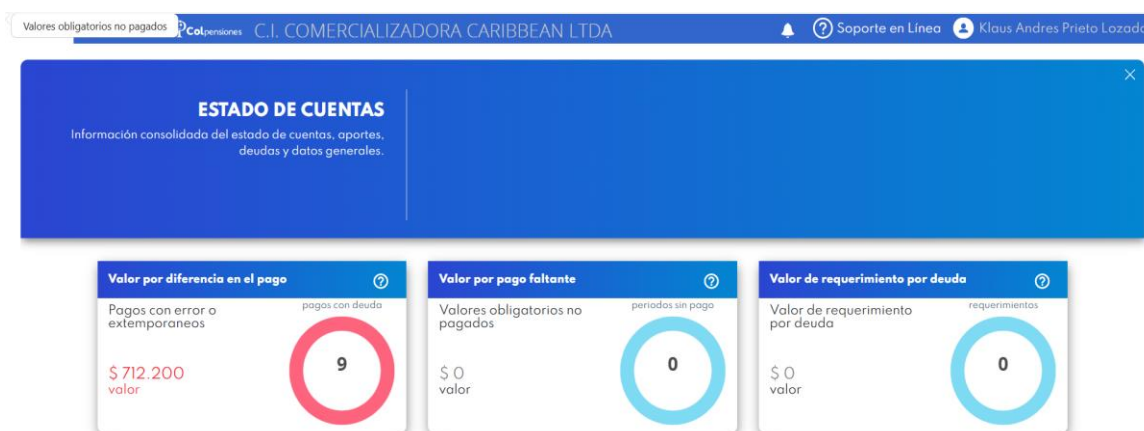 Valores obligatorios no pagados
Colpensiones C.I. COMERCIALIZADORA CARIBBEAN LTDA
Soporte en Línea
Klaus Andres Prieto Lozada
ESTADO DE CUENTAS
Información consolidada del estado de cuentas, aportes,
deudas y datos generales.
Valor por diferencia en el pago
Pagos con error o
extemporaneos
pagos con deuda
9
$ 712.200
valor
Valor por pago faltante
Valores obligatorios no
pagados
periodos sin pago
0
$ 0
valor
Valor de requerimiento por deuda
Valor de requerimiento
por deuda
requerimientos
0
$ 0
valor